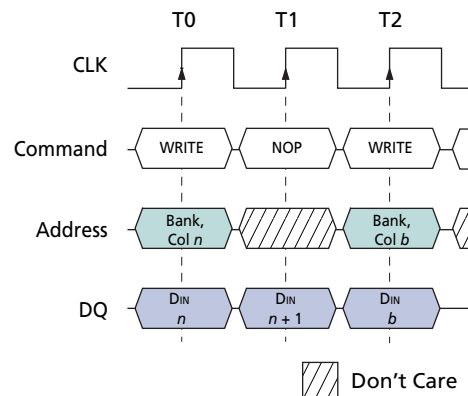 T0 T1 T2
CLK
Command WRITE NOP WRITE
Address Bank, Col n Bank, Col b
DQ DIN n DIN n + 1 DIN b
Don't Care